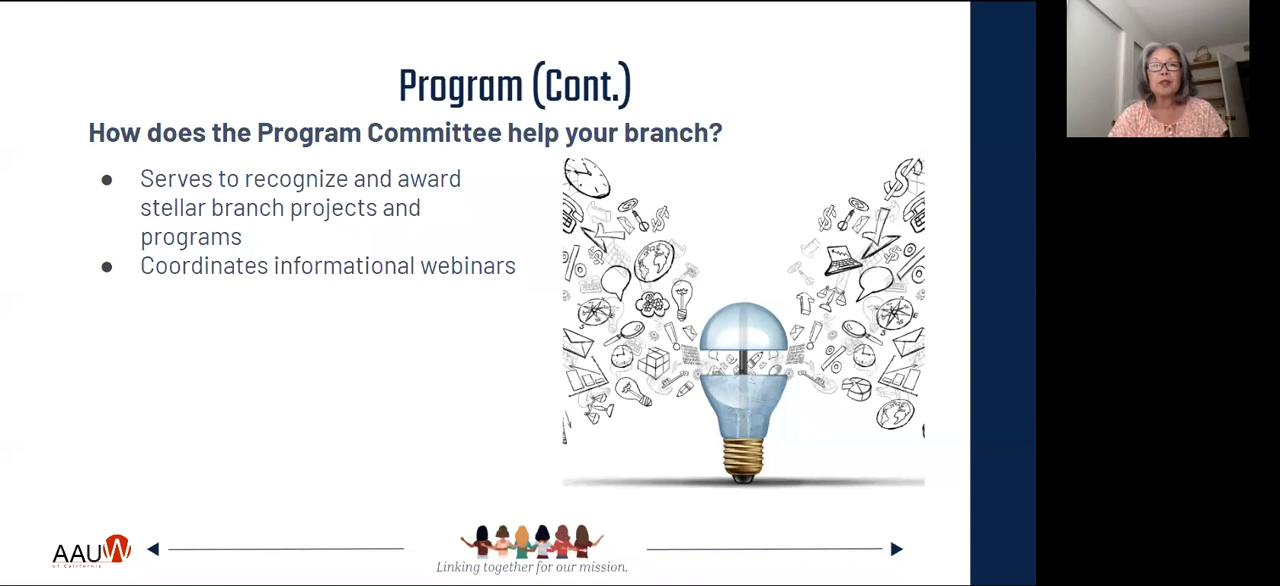 Program (Cont.)
How does the Program Committee help your branch?
● Serves to recognize and award
stellar branch projects and
programs
● Coordinates informational webinars
AAUW
of California
Linking together for our mission.